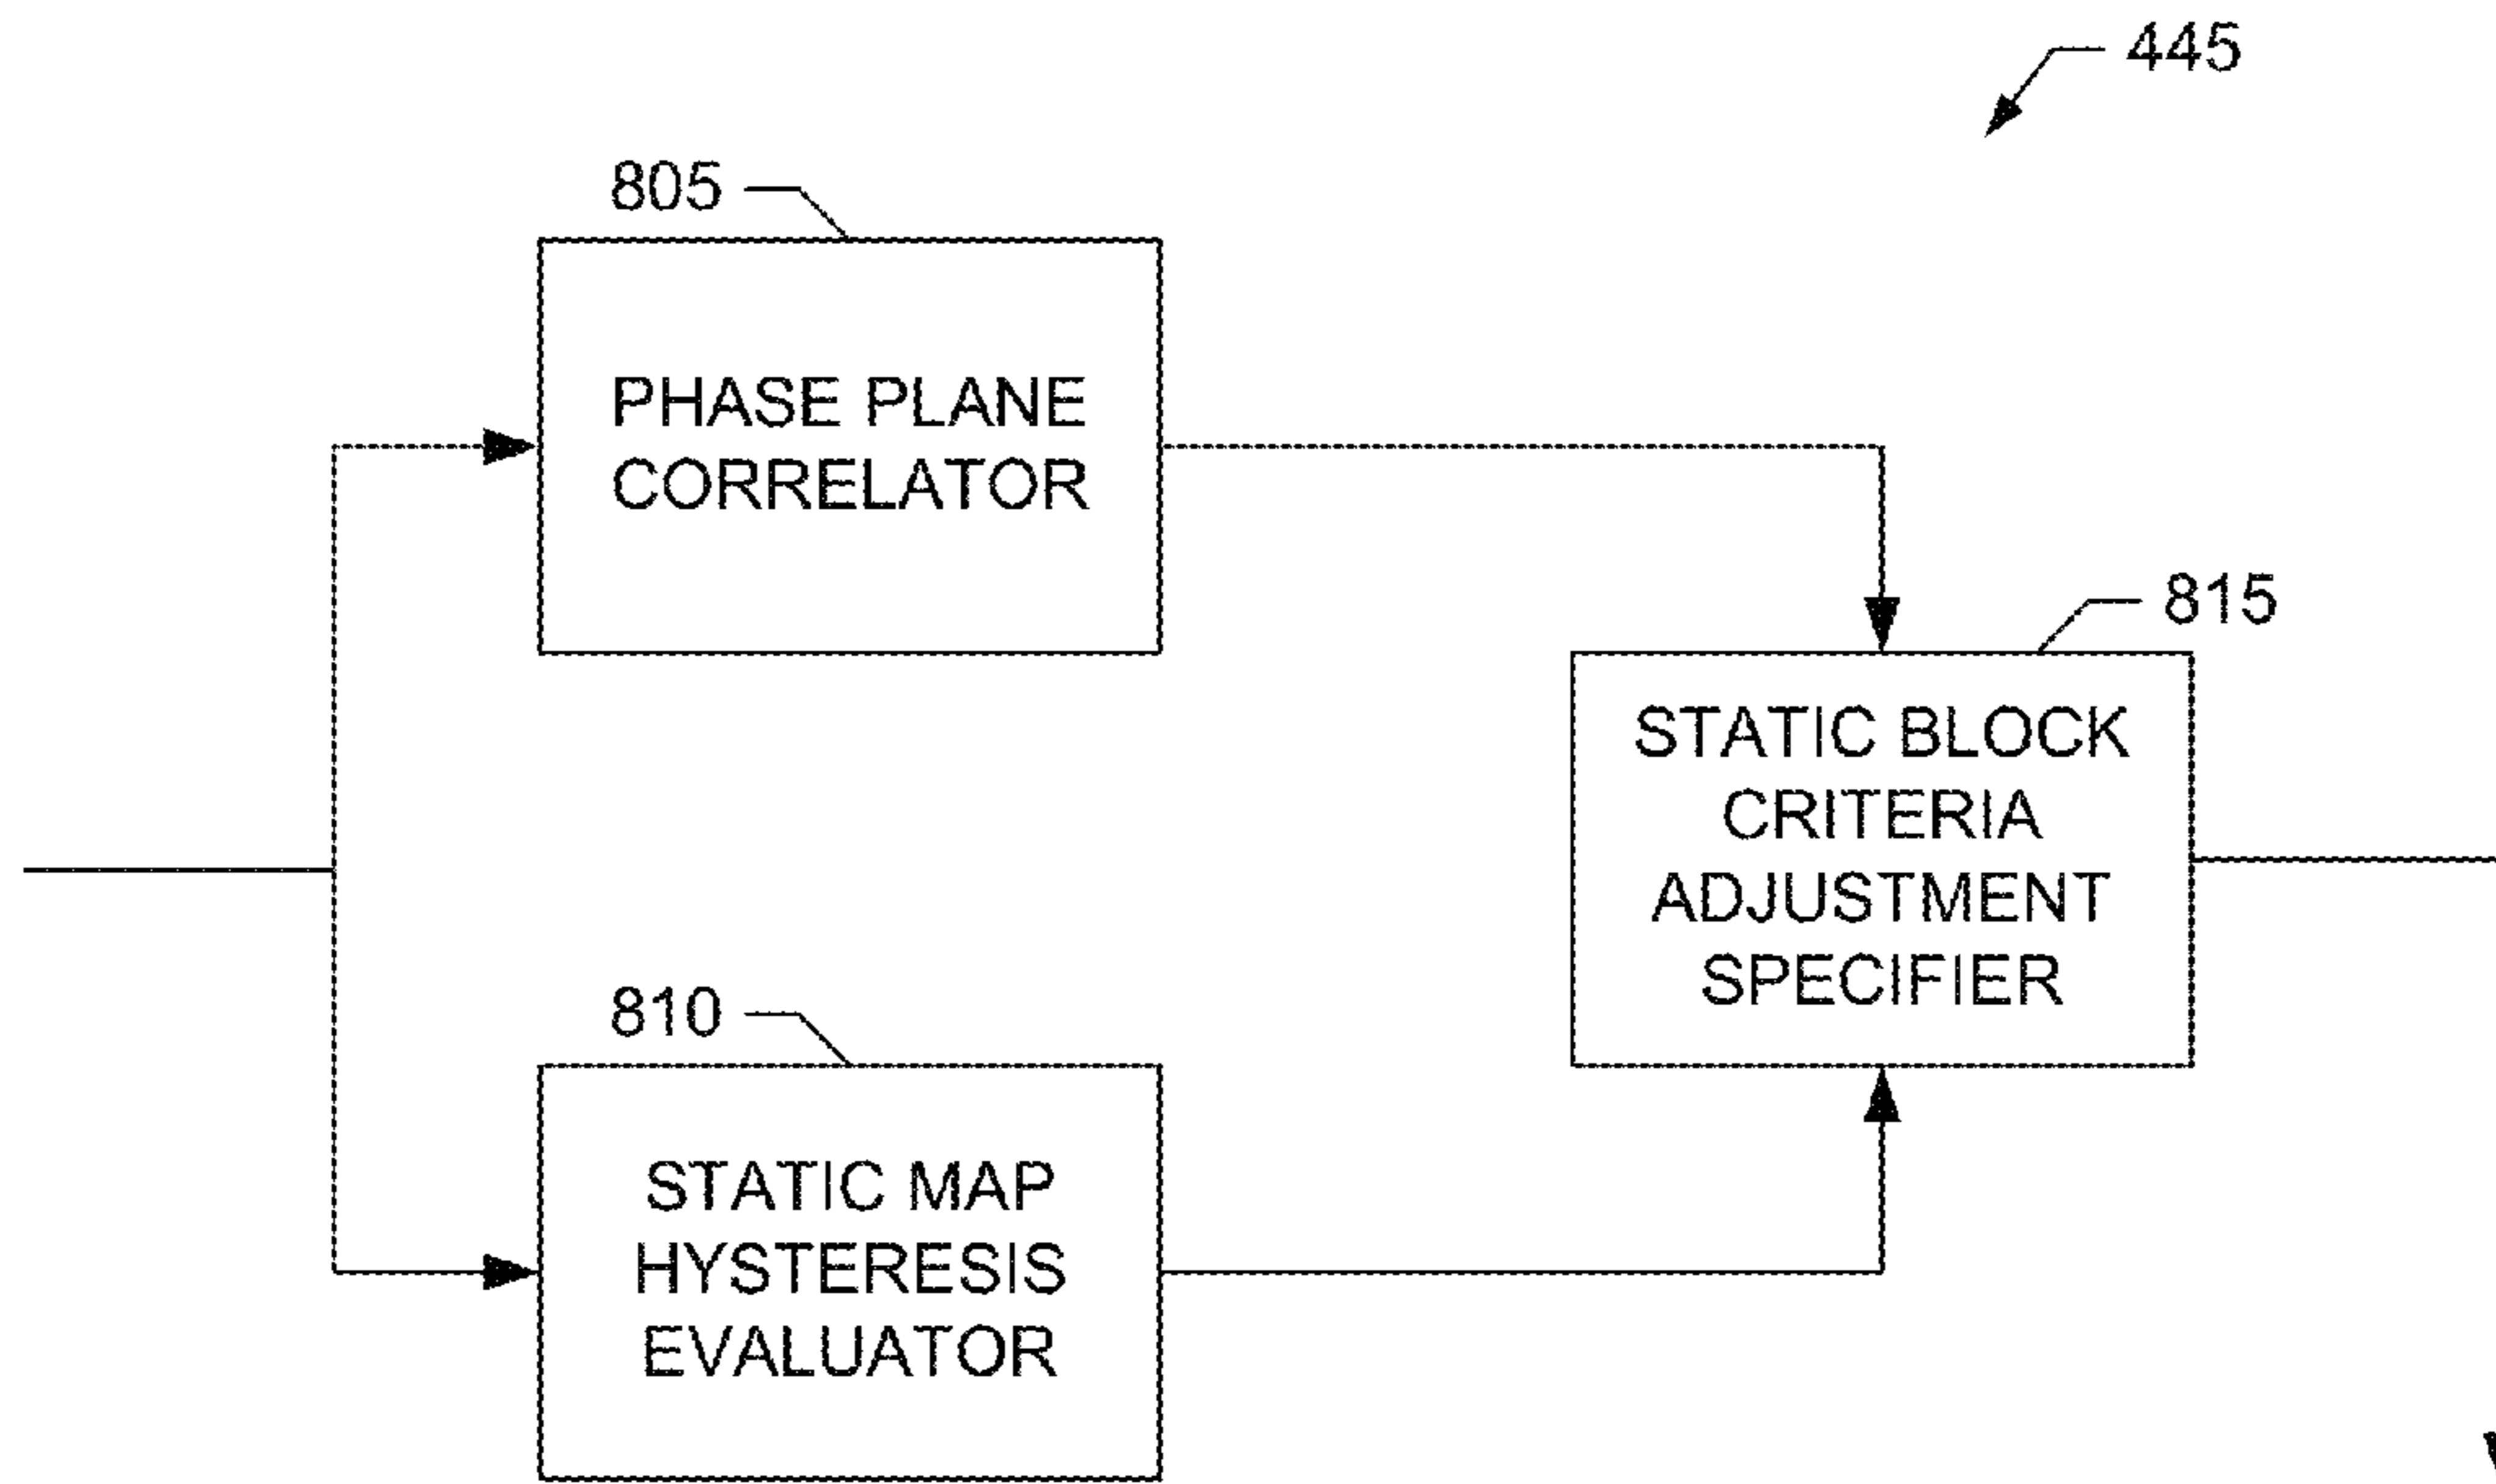 445
805
PHASE PLANE
CORRELATOR
815
STATIC BLOCK
CRITERIA
ADJUSTMENT
SPECIFIER
810
STATIC MAP
HYSTERESIS
EVALUATOR